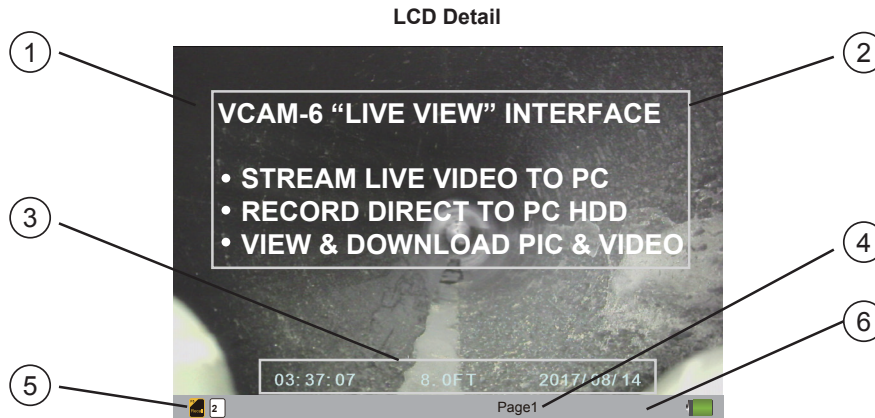 LCD Detail
1
2
VCAM-6 “LIVE VIEW” INTERFACE
• STREAM LIVE VIDEO TO PC
• RECORD DIRECT TO PC HDD
• VIEW & DOWNLOAD PIC & VIDEO
3
4
6
03:37:07 8.0FT 2017/08/14
5
2
Page1